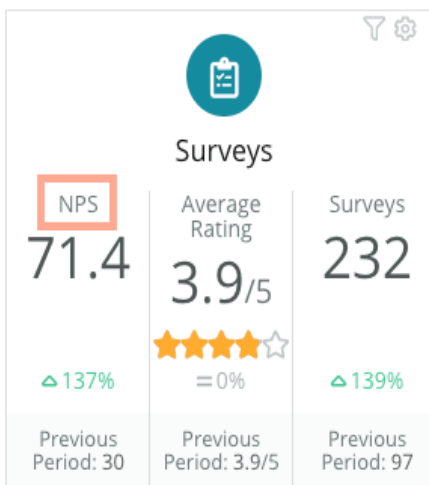 Surveys
NPS
71.4
137%
Previous
Period: 30
Average
Rating
3.9/5
=0%
Previous
Period: 3.9/5
Surveys
232
139%
Previous
Period: 97